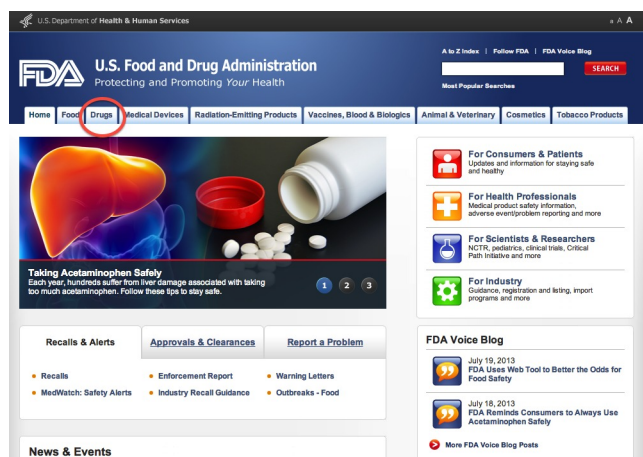 U.S. Department of Health & Human Services
a A A
FDA
U.S. Food and Drug Administration
Protecting and Promoting Your Health
A to Z Index | Follow FDA | FDA Voice Blog
SEARCH
Most Popular Searches
Home Food Drugs Medical Devices Radiation-Emitting Products Vaccines, Blood & Biologics Animal & Veterinary Cosmetics Tobacco Products
Taking Acetaminophen Safely
Each year, hundreds suffer from liver damage associated with taking
too much acetaminophen. Follow these tips to stay safe.
1 2 3
For Consumers & Patients
Updates and information for staying safe
and healthy
For Health Professionals
Medical product safety information,
adverse event/problem reporting and more
For Scientists & Researchers
NCTR, pediatrics, clinical trials, Critical
Path Initiative and more
For Industry
Guidance, registration and listing, import
programs and more
Recalls & Alerts Approvals & Clearances Report a Problem
• Recalls • Enforcement Report • Warning Letters
• MedWatch: Safety Alerts • Industry Recall Guidance • Outbreaks - Food
FDA Voice Blog
July 19, 2013
FDA Uses Web Tool to Better the Odds for
Food Safety
July 18, 2013
FDA Reminds Consumers to Always Use
Acetaminophen Safely
More FDA Voice Blog Posts
News & Events